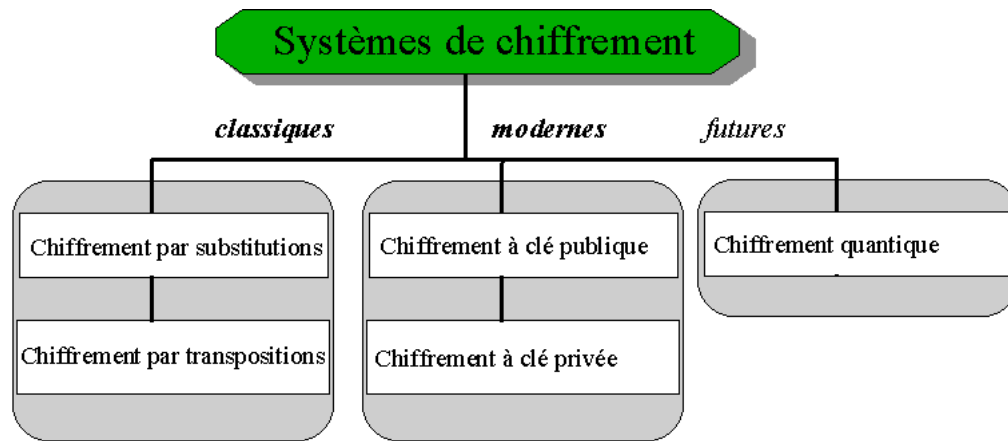 Systèmes de chiffrement
classiques modernes futures
Chiffrement par substitutions
Chiffrement par transpositions
Chiffrement à clé publique
Chiffrement à clé privée
Chiffrement quantique